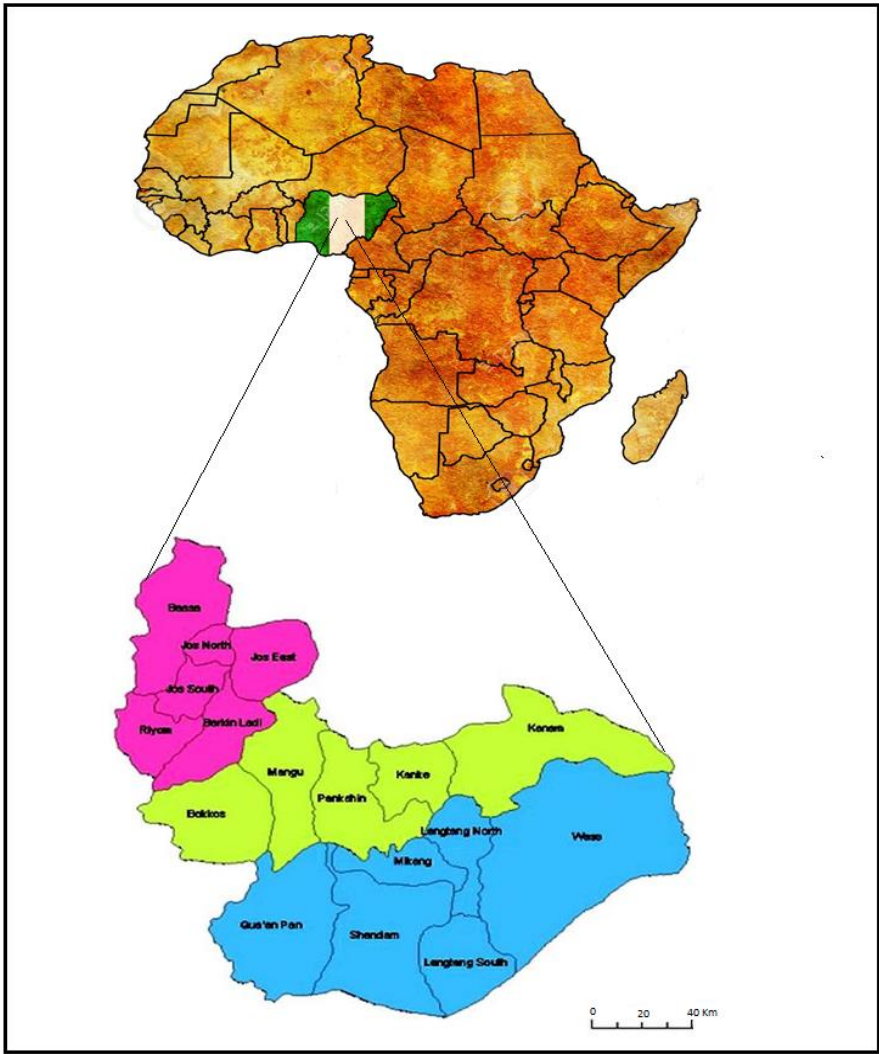 Bassa
Jos North
Jos East
Jos South
Riyom
Barkin Ladi
Kanam
Mangu
Kanke
Pankshin
Bokkos
Langtang North
Wase
Mikang
Qua'an Pan
Shendam
Langtang South
0 20 40 Km